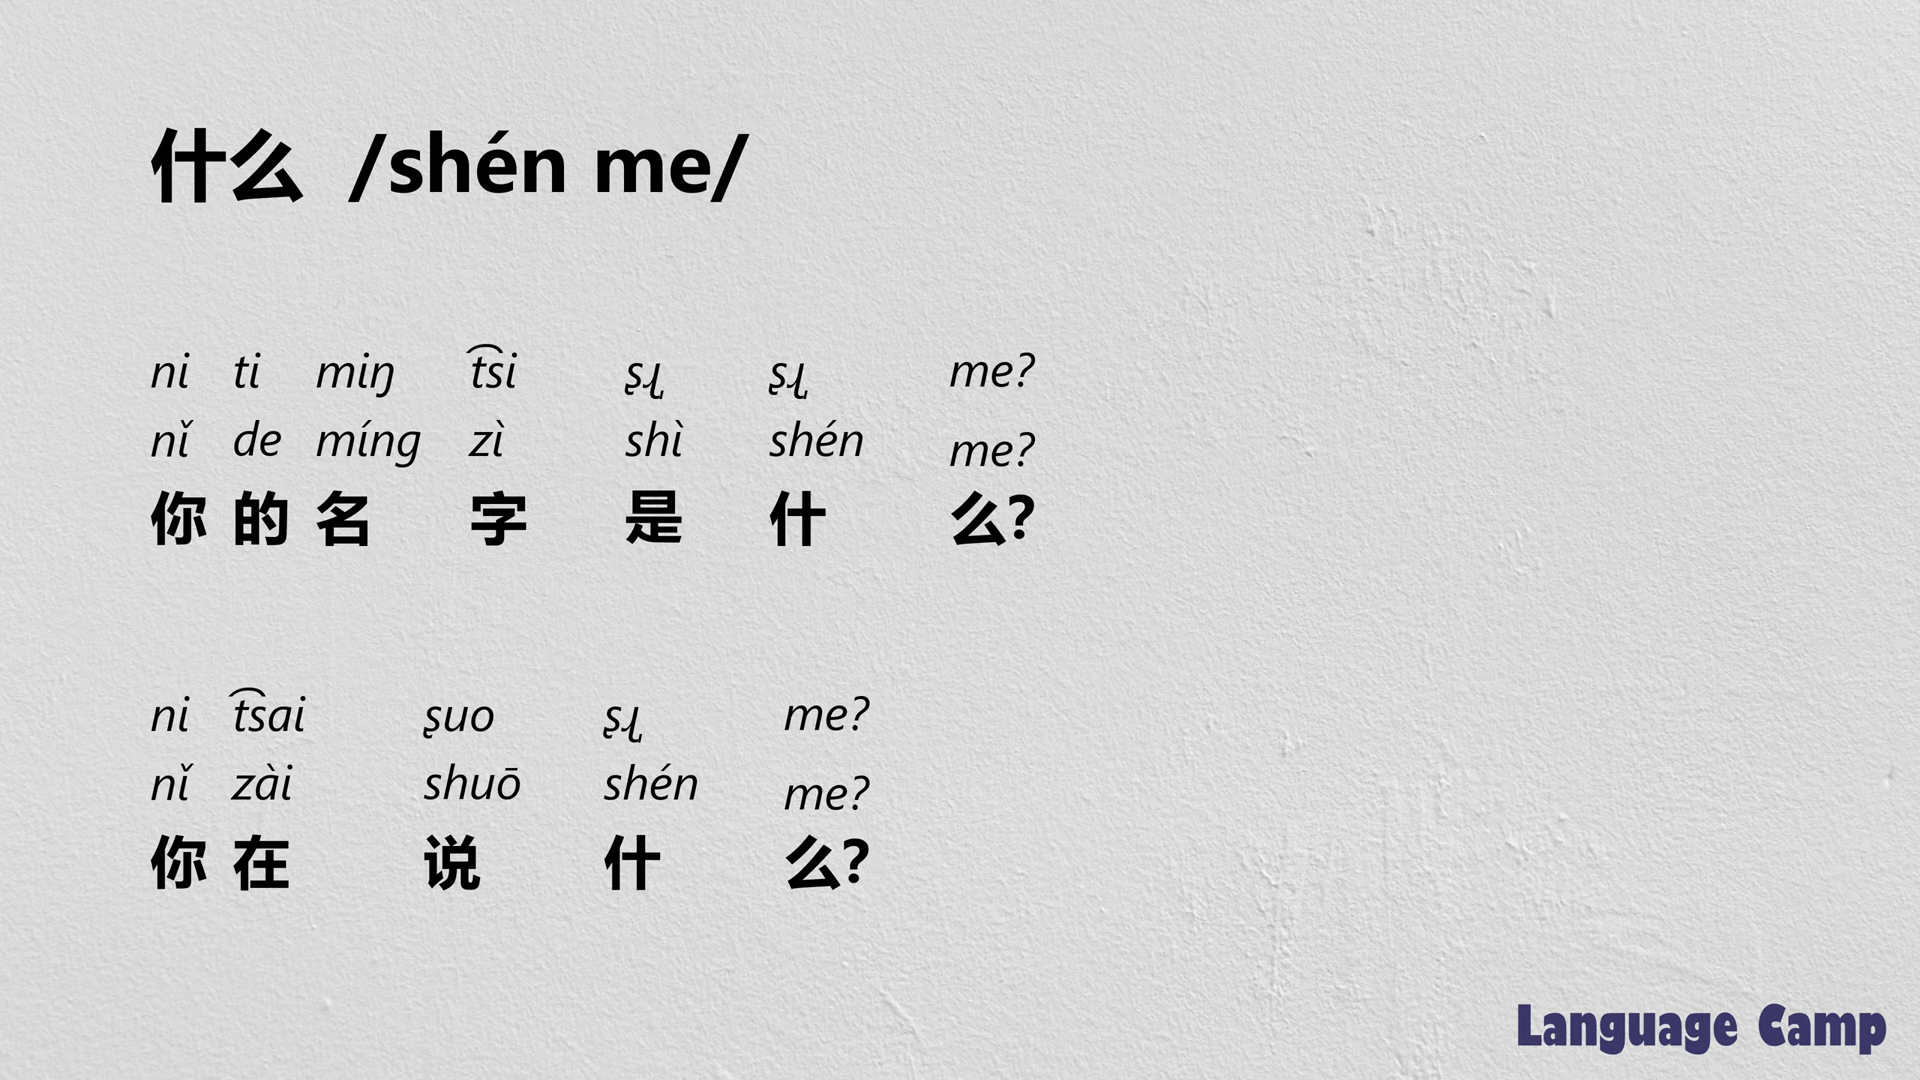 什么 /shén me/
ni ti miŋ t͡si ʂɻ ʂɻ me?
nǐ de míng zì shì shén me?
你 的 名 字 是 什 么?
ni t͡sai ʂuo ʂɻ me?
nǐ zài shuō shén me?
你 在 说 什 么?
Language Camp